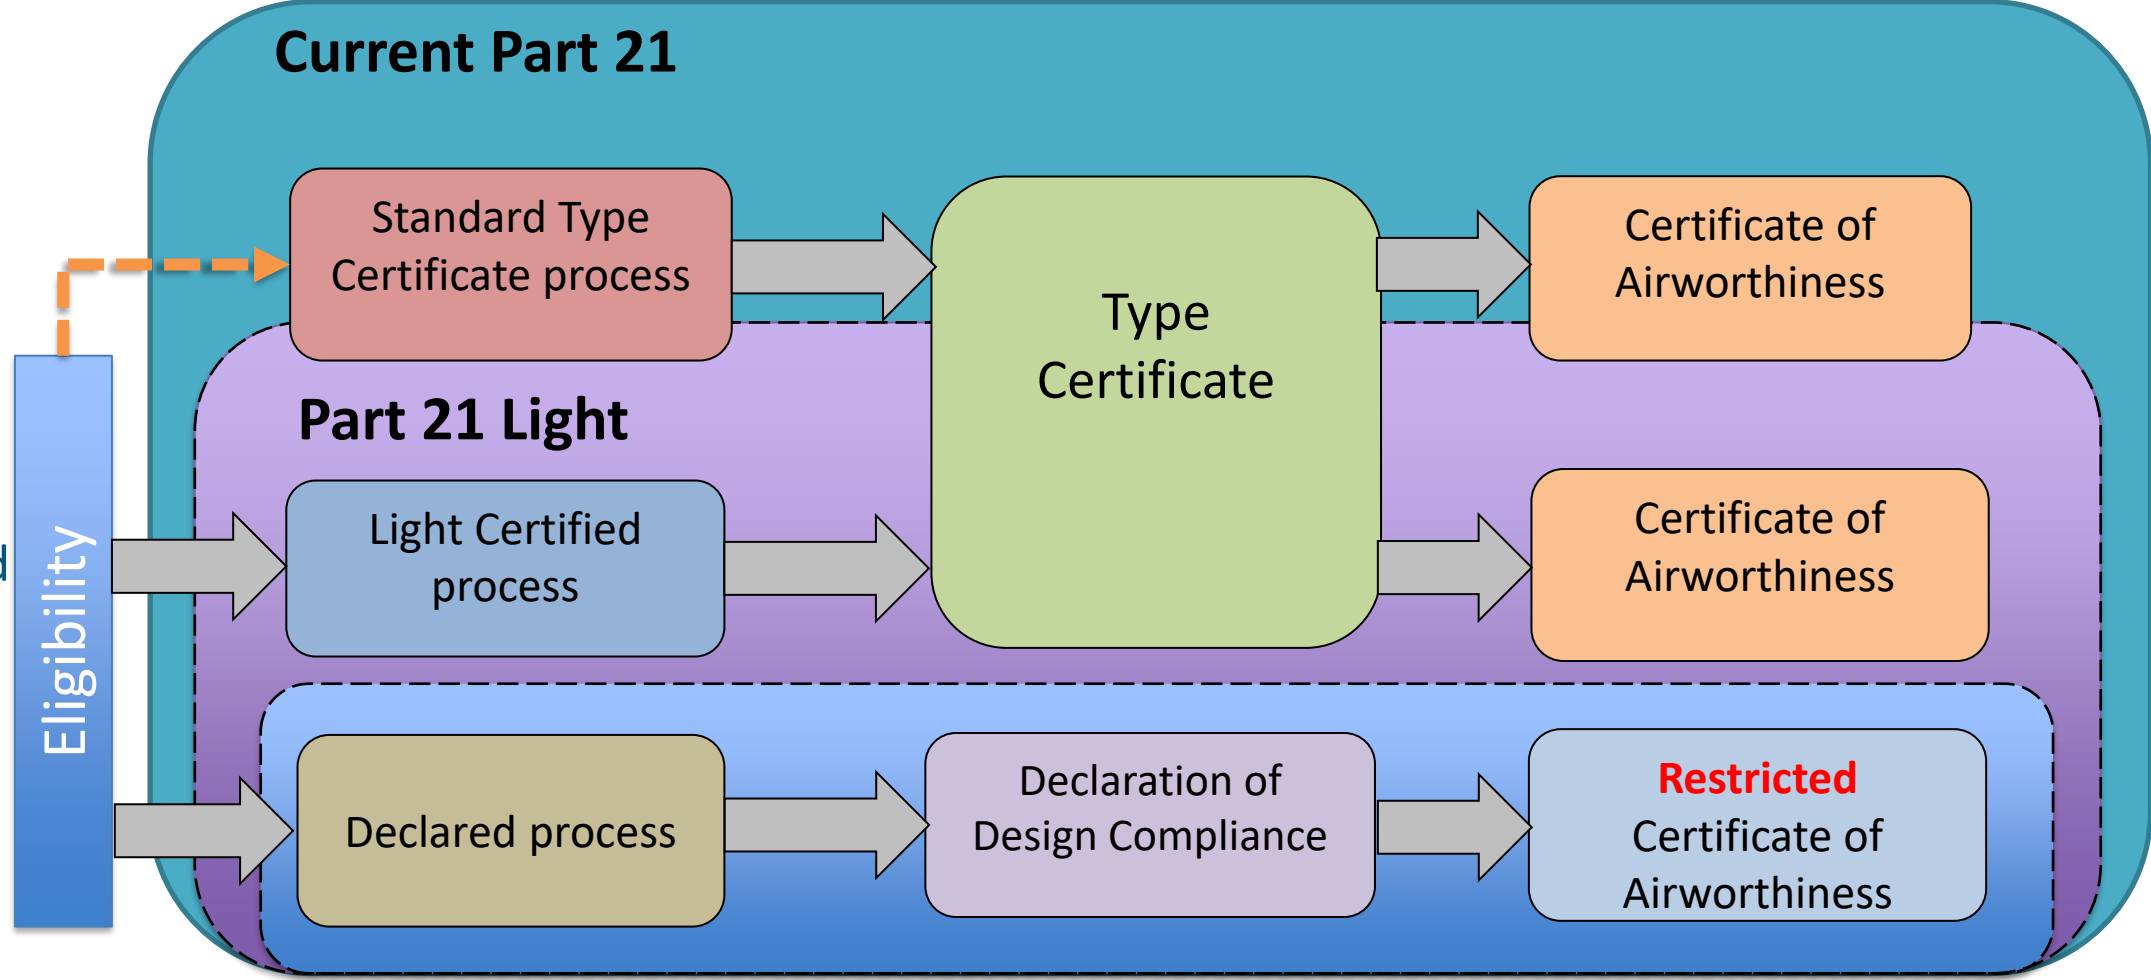 Current Part 21
Standard Type
Certificate process
Type
Certificate
Certificate of
Airworthiness
Part 21 Light
Eligibility
Light Certified
process
Certificate of
Airworthiness
Declared process
Declaration of
Design Compliance
Restricted
Certificate of
Airworthiness